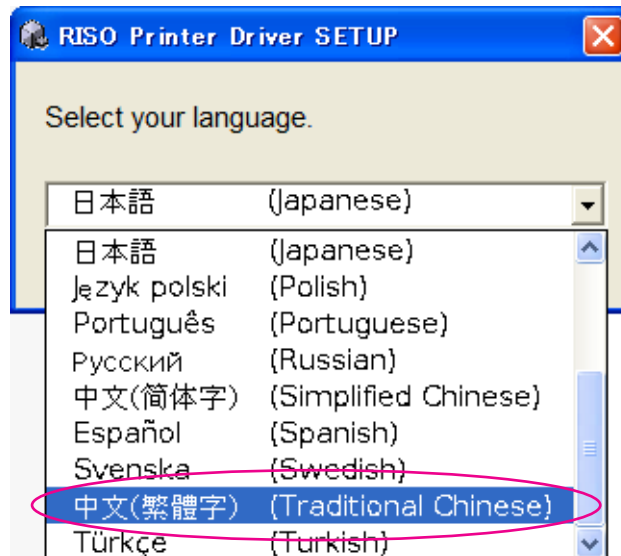 RISO Printer Driver SETUP
Select your language.
日本語 (Japanese)
日本語 (Japanese)
Język polski (Polish)
Português (Portuguese)
Русский (Russian)
中文(简体字) (Simplified Chinese)
Español (Spanish)
Svenska (Swedish)
中文(繁體字) (Traditional Chinese)
Türkçe (Turkish)